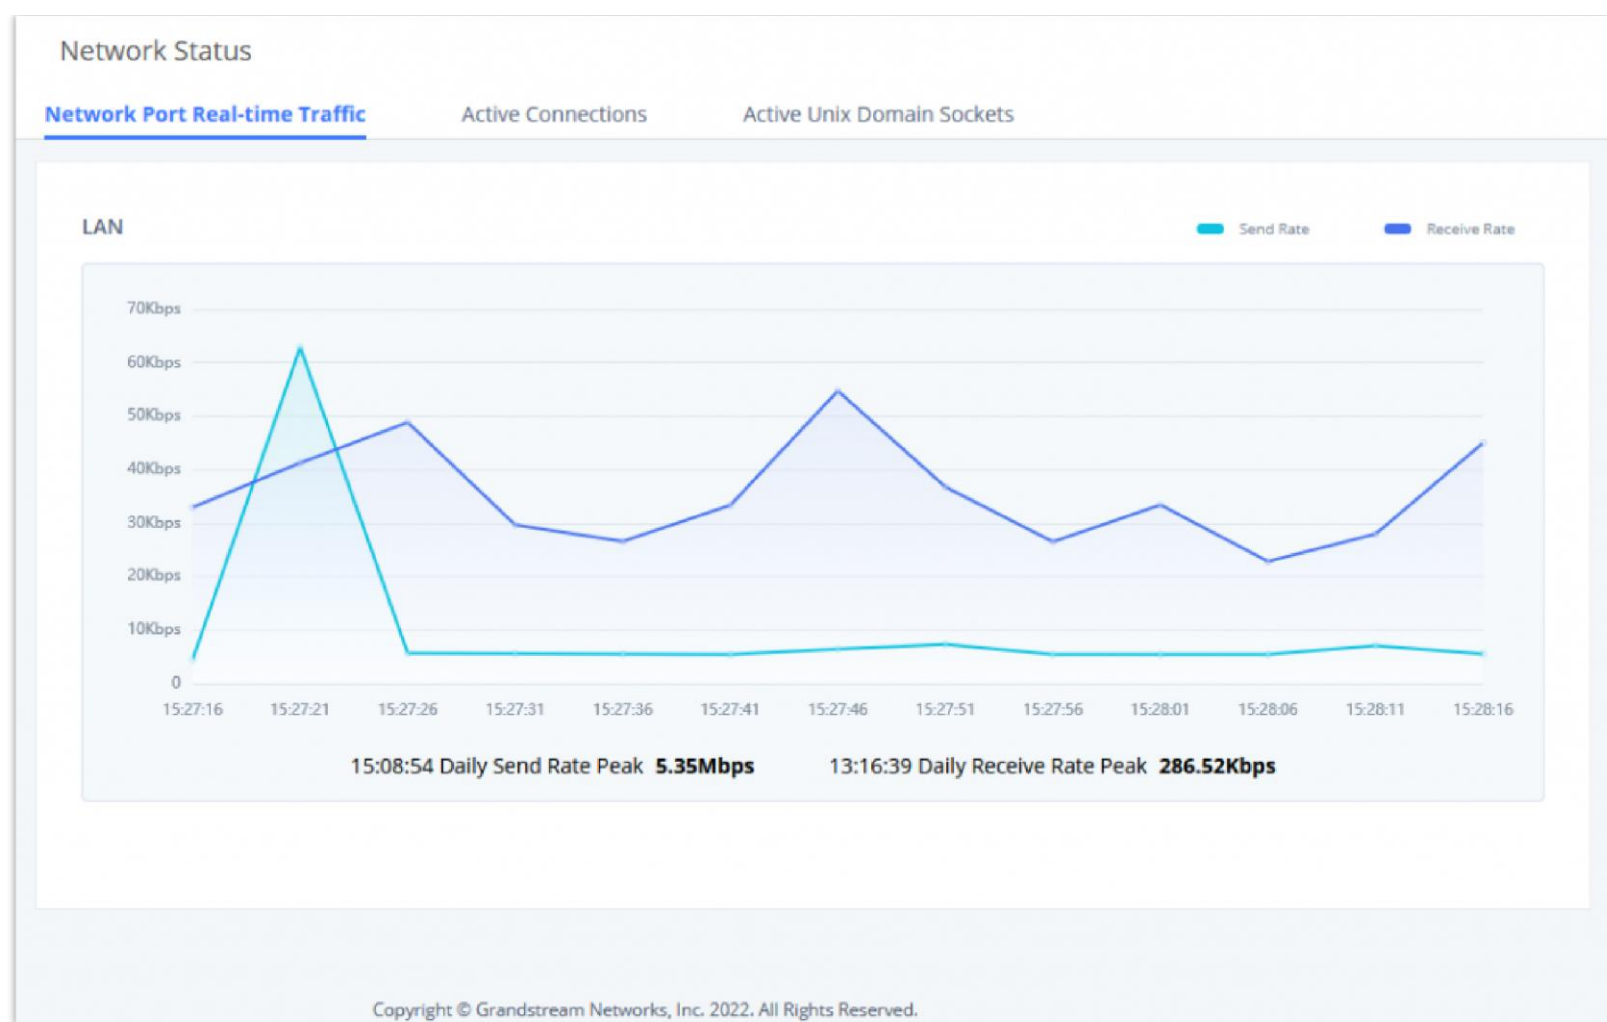 Network Status
Network Port Real-time Traffic Active Connections Active Unix Domain Sockets
LAN Send Rate Receive Rate
70Kbps
60Kbps
50Kbps
40Kbps
30Kbps
20Kbps
10Kbps
0
15:27:16 15:27:21 15:27:26 15:27:31 15:27:36 15:27:41 15:27:46 15:27:51 15:27:56 15:28:01 15:28:06 15:28:11 15:28:16
15:08:54 Daily Send Rate Peak 5.35Mbps 13:16:39 Daily Receive Rate Peak 286.52Kbps
Copyright © Grandstream Networks, Inc. 2022. All Rights Reserved.